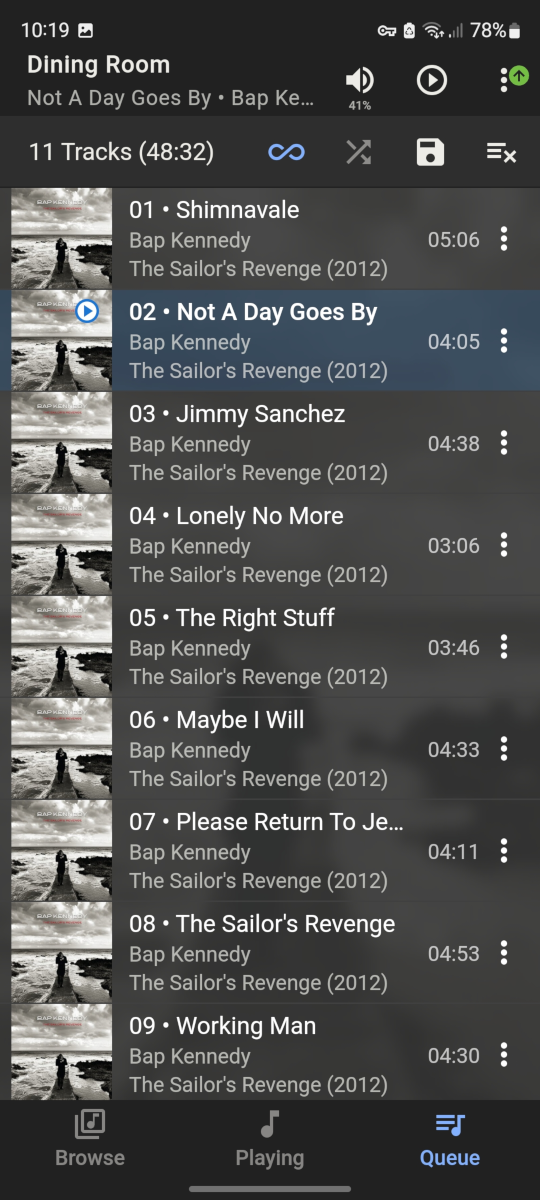 10:19
78%
Dining Room
Not A Day Goes By • Bap Ke...
41%
11 Tracks (48:32)
01 • Shimnavale
Bap Kennedy
05:06
The Sailor's Revenge (2012)
02 • Not A Day Goes By
Bap Kennedy
04:05
The Sailor's Revenge (2012)
03 • Jimmy Sanchez
Bap Kennedy
04:38
The Sailor's Revenge (2012)
04 • Lonely No More
Bap Kennedy
03:06
The Sailor's Revenge (2012)
05 • The Right Stuff
Bap Kennedy
03:46
The Sailor's Revenge (2012)
06 • Maybe I Will
Bap Kennedy
04:33
The Sailor's Revenge (2012)
07 • Please Return To Je...
Bap Kennedy
04:11
The Sailor's Revenge (2012)
08 • The Sailor's Revenge
Bap Kennedy
04:53
The Sailor's Revenge (2012)
09 • Working Man
Bap Kennedy
04:30
The Sailor's Revenge (2012)
Browse
Playing
Queue